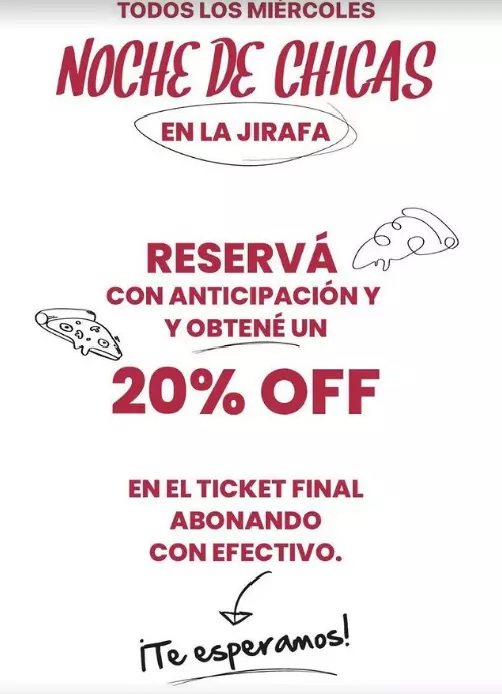 TODOS LOS MIÉRCOLES
NOCHE DE CHICAS
EN LA JIRAFA
RESERVÁ
CON ANTICIPACIÓN Y
Y OBTENÉ UN
20% OFF
EN EL TICKET FINAL
ABONANDO
CON EFECTIVO.
¡Te esperamos!